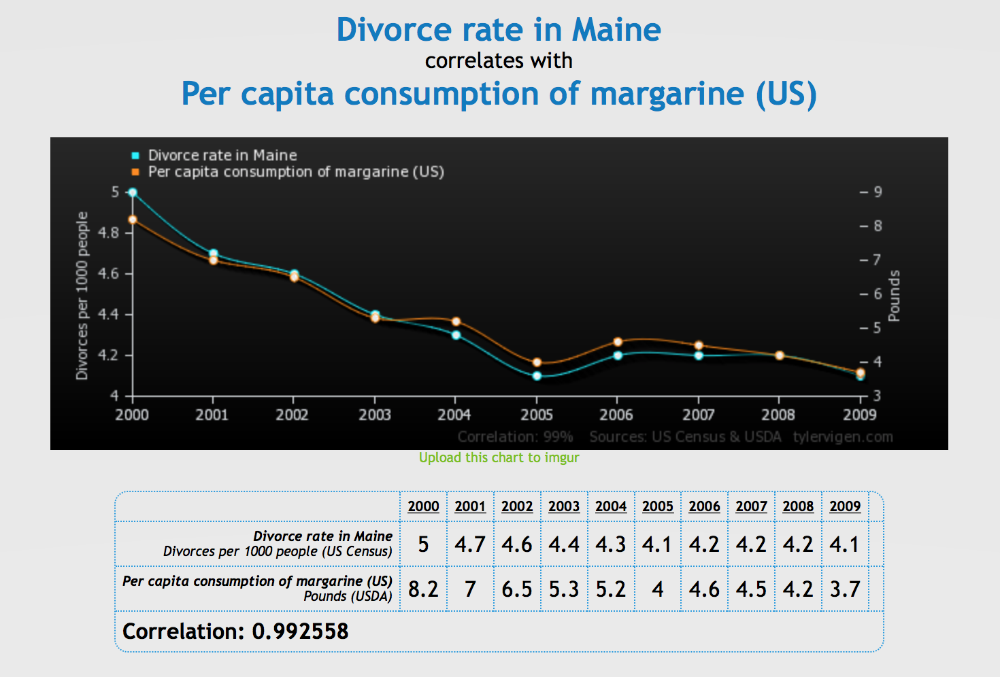 Divorce rate in Maine
correlates with
Per capita consumption of margarine (US)
Divorce rate in Maine
Per capita consumption of margarine (US)
5
4.8
4.6
4.4
4.2
4
Divorces per 1000 people
9
8
7
6
5
4
3
Pounds
2000 2001 2002 2003 2004 2005 2006 2007 2008 2009
Correlation: 99% Sources: US Census & USDA tylervigen.com
Upload this chart to imgur
2000 2001 2002 2003 2004 2005 2006 2007 2008 2009
Divorce rate in Maine
Divorces per 1000 people (US Census)
5 4.7 4.6 4.4 4.3 4.1 4.2 4.2 4.2 4.1
Per capita consumption of margarine (US)
Pounds (USDA)
8.2 7 6.5 5.3 5.2 4 4.6 4.5 4.2 3.7
Correlation: 0.992558